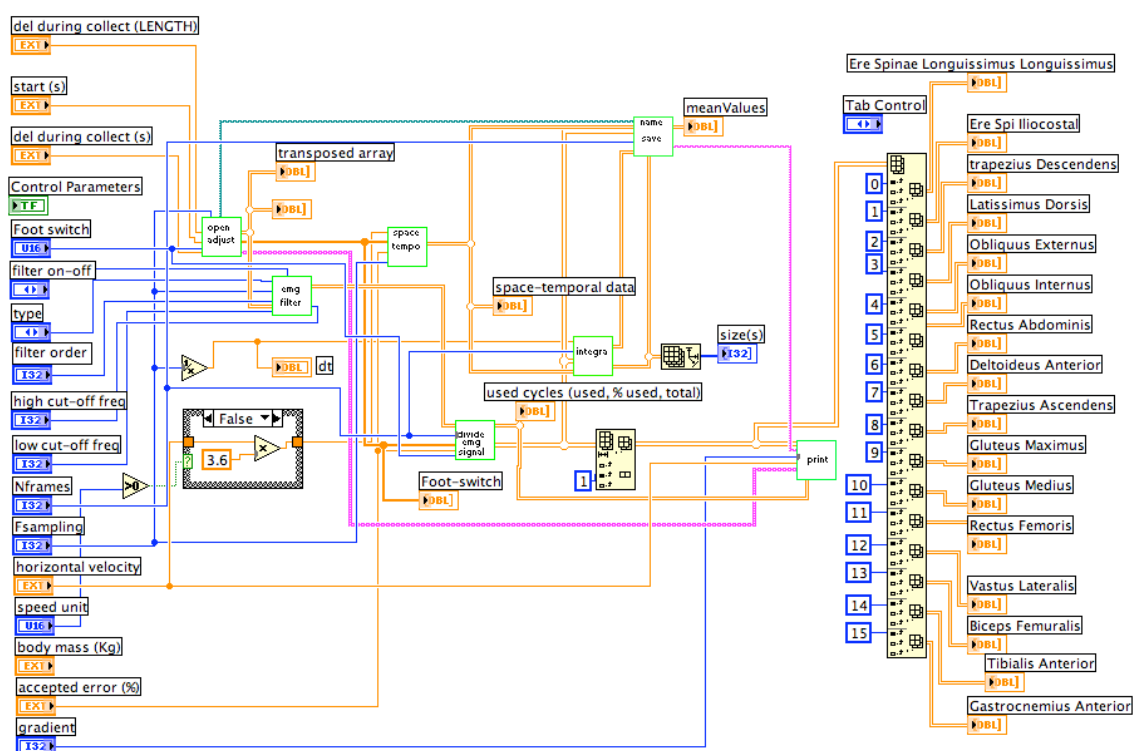 del during collect (LENGTH)
EXT
start (s)
EXT
del during collect (s)
EXT
Control Parameters
TF
Foot switch
U16
filter on-off
type
filter order
I32
high cut-off freq
I32
low cut-off freq
I32
Nframes
I32
Fsampling
I32
horizontal velocity
EXT
speed unit
U16
body mass (Kg)
EXT
accepted error (%)
EXT
gradient
I32
transposed array
DBL]
DBL]
open
adjust
emg
filter
space
tempo
1
x
DBL
dt
False
3.6
x
?
>0
name
save
meanValues
DBL]
space-temporal data
DBL]
integra
size(s)
I32]
used cycles (used, % used, total)
DBL]
divide
emg
signal
Foot-switch
DBL]
1
print
Tab Control
0
1
2
3
4
5
6
7
8
9
10
11
12
13
14
15
Ere Spinae Longuissimus Longuissimus
DBL]
Ere Spi Iliocostal
DBL]
trapezius Descendens
DBL]
Latissimus Dorsis
DBL]
Obliquus Externus
DBL]
Obliquus Internus
DBL]
Rectus Abdominis
DBL]
Deltoideus Anterior
DBL]
Trapezius Ascendens
DBL]
Gluteus Maximus
DBL]
Gluteus Medius
DBL]
Rectus Femoris
DBL]
Vastus Lateralis
DBL]
Biceps Femuralis
DBL]
Tibialis Anterior
DBL]
Gastrocnemius Anterior
DBL]